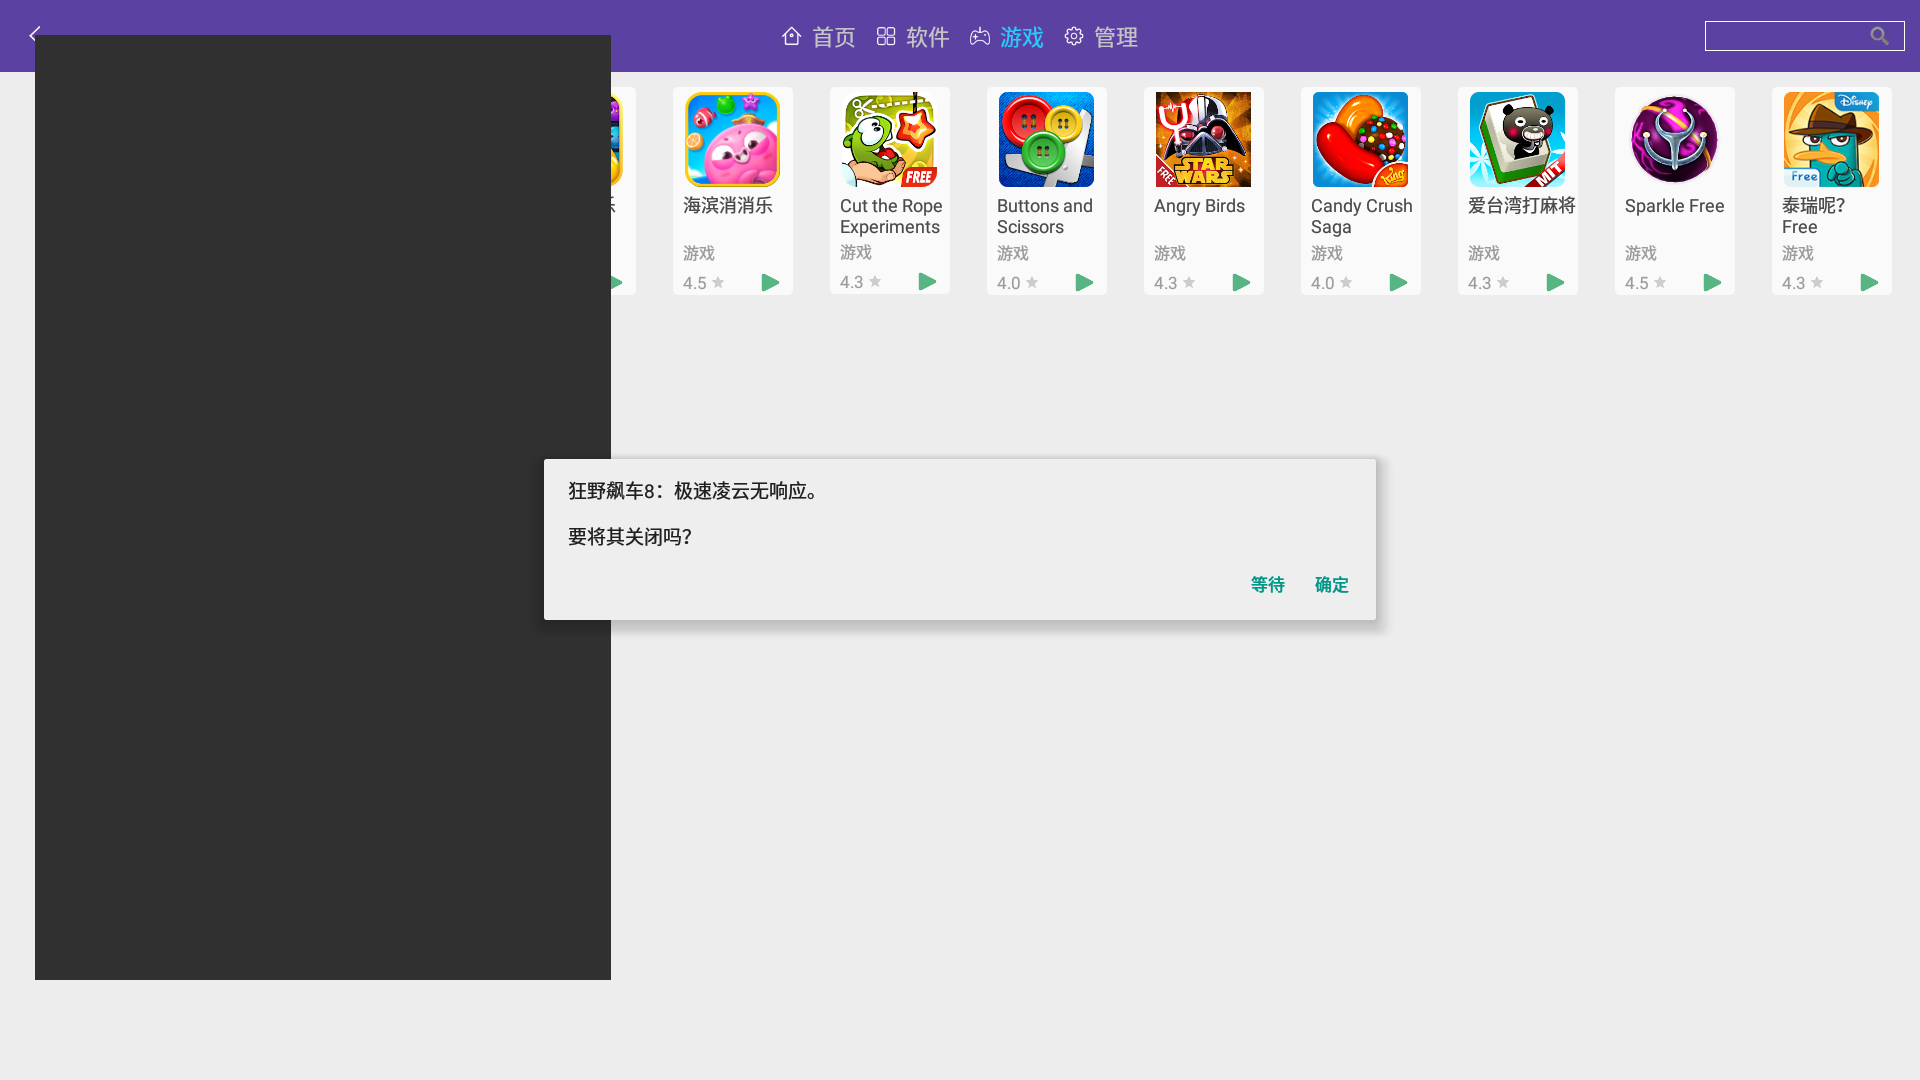 首页 软件 游戏 管理
乐 海滨消消乐 Cut the Rope Experiments Buttons and Scissors Angry Birds Candy Crush Saga 爱台湾打麻将 Sparkle Free 泰瑞呢? Free
FREE
STAR WARS
FREE
King
MIT
Disney
Free
游戏 游戏 游戏 游戏 游戏 游戏 游戏 游戏
4.5 4.3 4.0 4.3 4.0 4.3 4.5 4.3
狂野飙车8：极速凌云无响应。
要将其关闭吗？
等待 确定